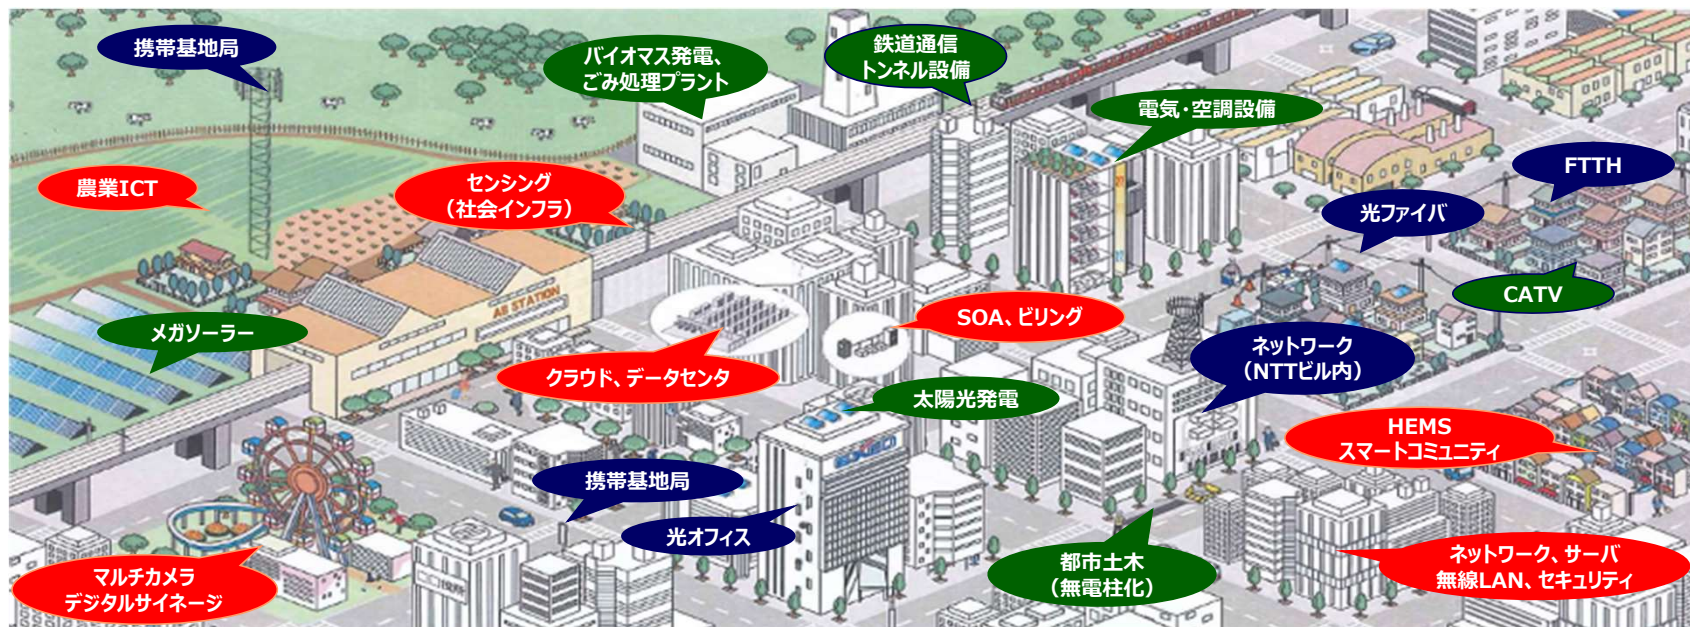 携帯基地局
バイオマス発電、
ごみ処理プラント
鉄道通信
トンネル設備
電気・空調設備
FTTH
農業ICT
センシング
（社会インフラ）
光ファイバ
CATV
AS STATION
メガソーラー
SOA、ビリング
ネットワーク
（NTTビル内）
クラウド、データセンタ
太陽光発電
HEMS
スマートコミュニティ
EXEO
携帯基地局
光オフィス
都市土木
（無電柱化）
ネットワーク、サーバ
無線LAN、セキュリティ
マルチカメラ
デジタルサイネージ